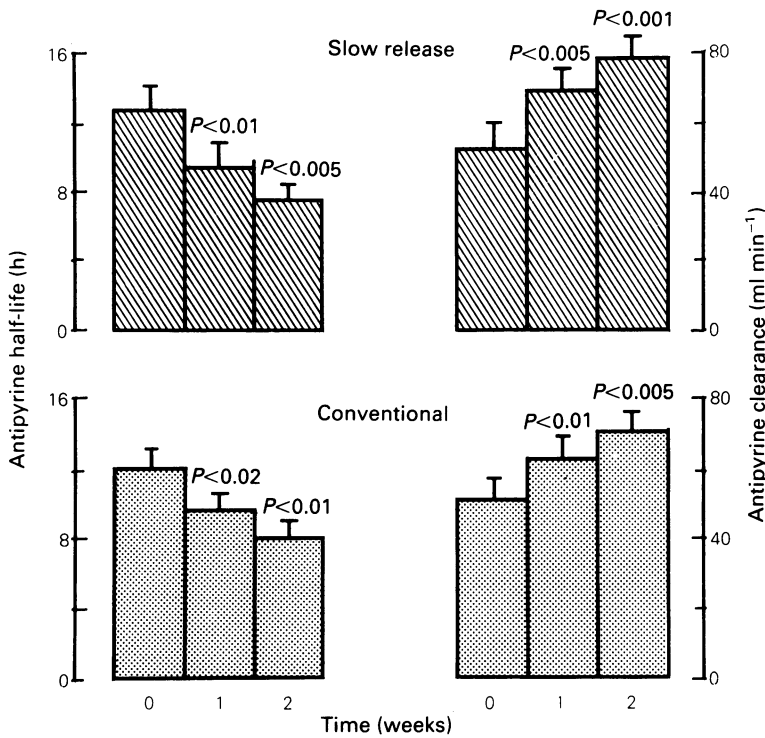 Slow release
P<0.001
P<0.005
P<0.01
P<0.005
16
8
0
80
40
0
Antipyrine half-life (h)
Antipyrine clearance (ml min⁻¹)
Conventional
P<0.005
P<0.01
P<0.02
P<0.01
16
8
0
80
40
0
0 1 2
0 1 2
Time (weeks)